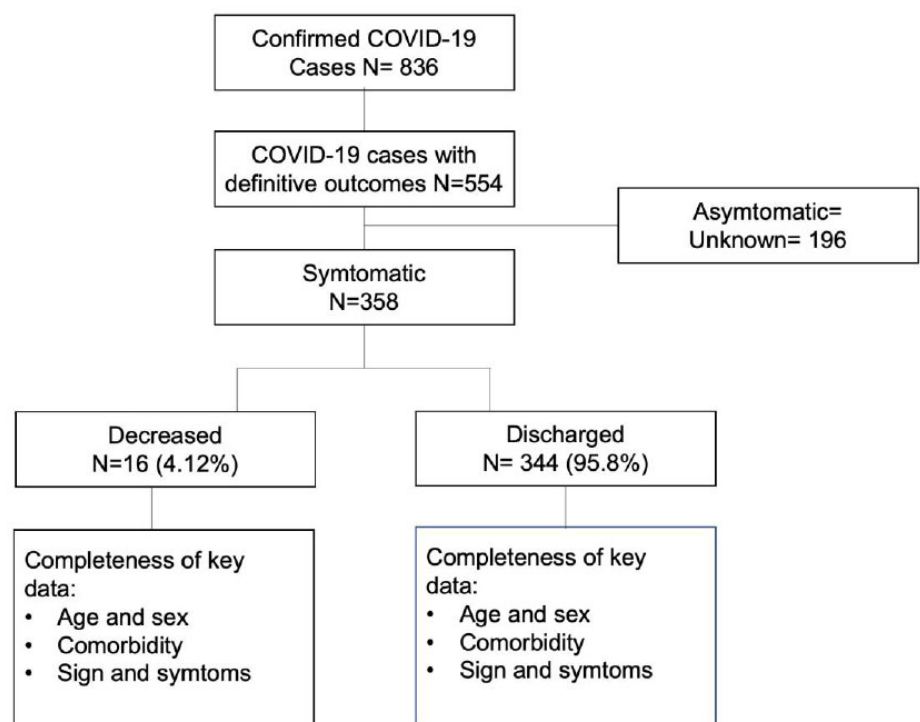 Confirmed COVID-19
Cases N= 836
COVID-19 cases with
definitive outcomes N=554
Asymtomatic=
Unknown= 196
Symtomatic
N=358
Decreased
N=16 (4.12%)
Discharged
N= 344 (95.8%)
Completeness of key
data:
• Age and sex
• Comorbidity
• Sign and symtoms
Completeness of key
data:
• Age and sex
• Comorbidity
• Sign and symtoms